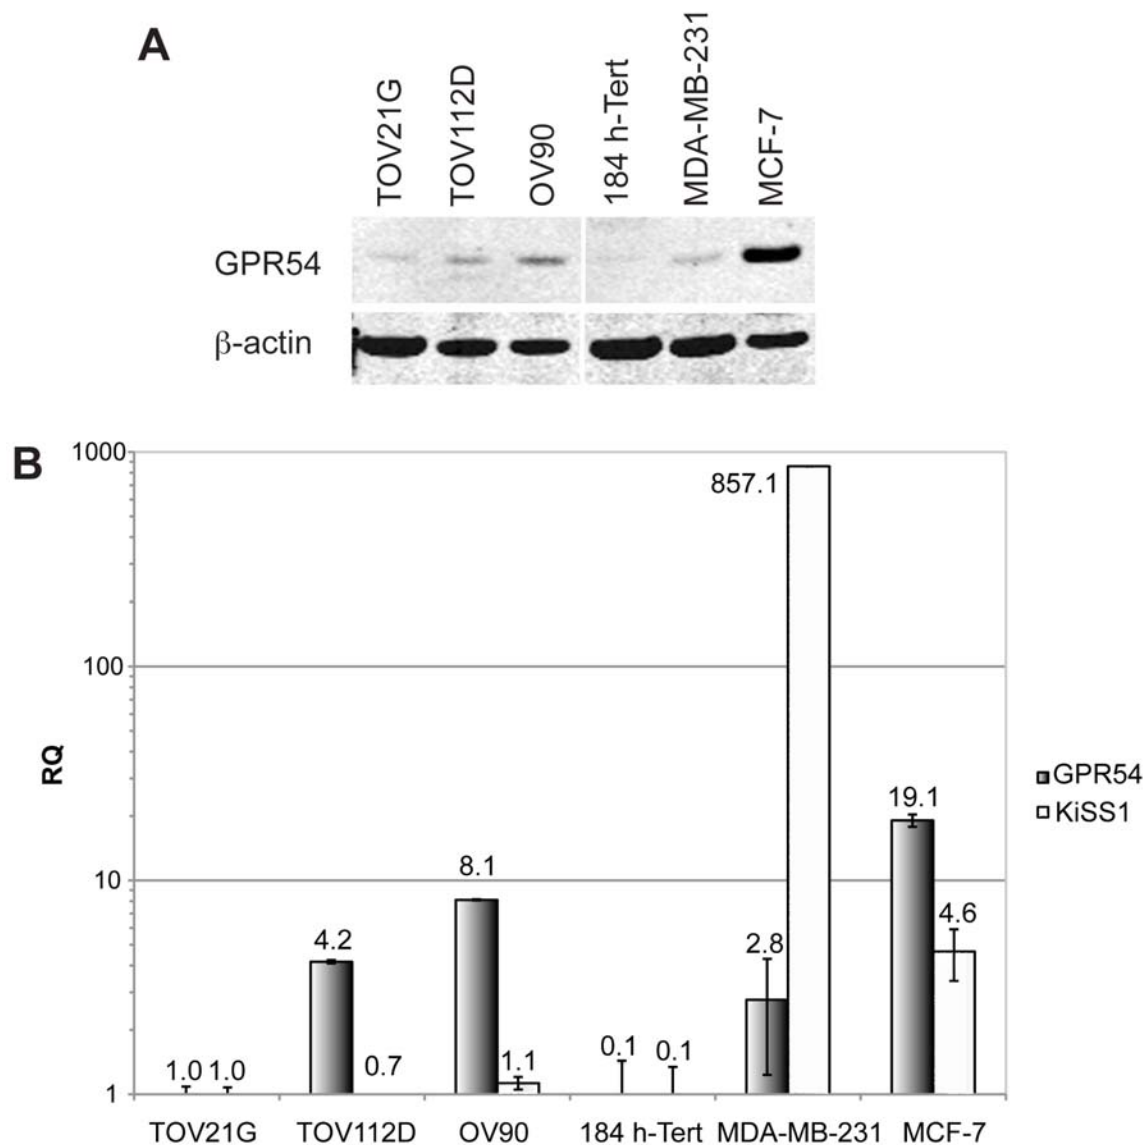 A
TOV21G
TOV112D
OV90
184 h-Tert
MDA-MB-231
MCF-7
GPR54
β-actin
B
1000
857.1
100
RQ
GPR54
KiSS1
19.1
8.1
10
4.6
4.2
2.8
1.0 1.0
0.7
1.1
0.1 0.1
1
TOV21G TOV112D OV90 184 h-Tert MDA-MB-231 MCF-7